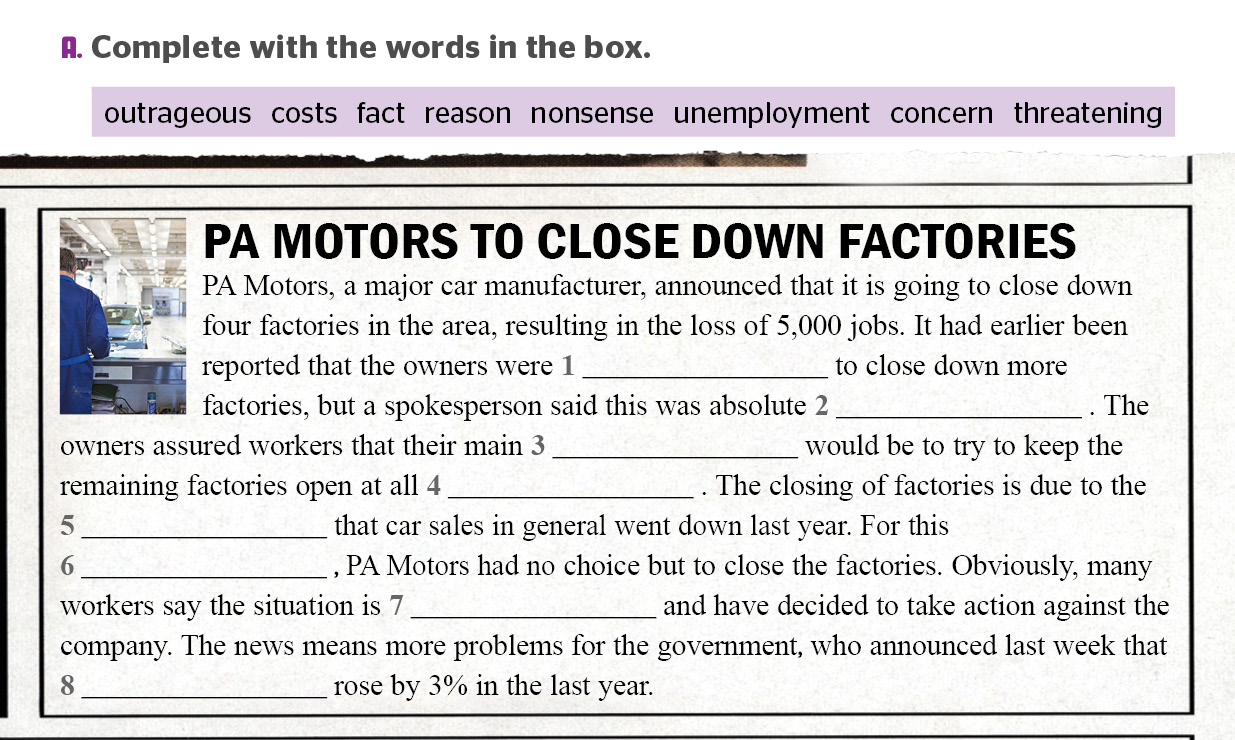 A. Complete with the words in the box.
outrageous costs fact reason nonsense unemployment concern threatening
PA MOTORS TO CLOSE DOWN FACTORIES
PA Motors, a major car manufacturer, announced that it is going to close down
four factories in the area, resulting in the loss of 5,000 jobs. It had earlier been
reported that the owners were 1 ________________ to close down more
factories, but a spokesperson said this was absolute 2 ________________ . The
owners assured workers that their main 3 ________________ would be to try to keep the
remaining factories open at all 4 ________________ . The closing of factories is due to the
5 ________________ that car sales in general went down last year. For this
6 ________________ , PA Motors had no choice but to close the factories. Obviously, many
workers say the situation is 7 ________________ and have decided to take action against the
company. The news means more problems for the government, who announced last week that
8 ________________ rose by 3% in the last year.